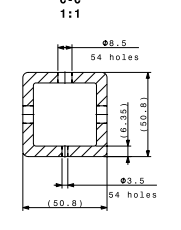 1:1
Φ8.5
54 holes
(6.35)
(50.8)
Φ3.5
54 holes
(50.8)